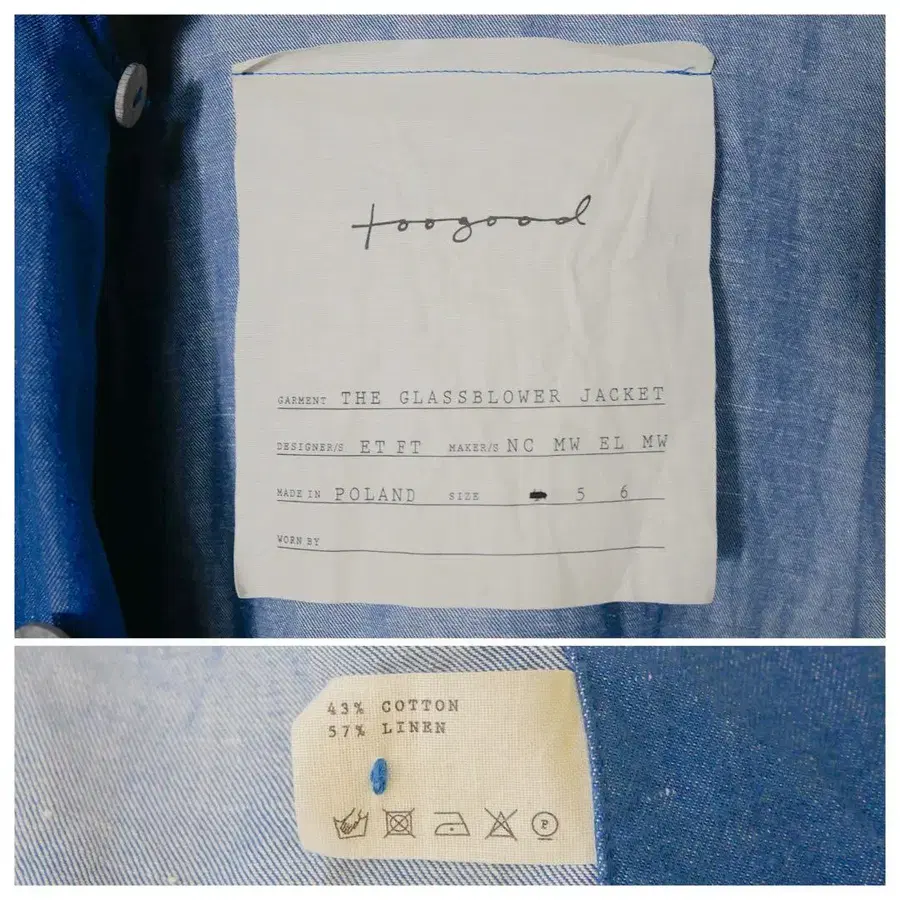 toogood
GARMENT THE GLASSBLOWER JACKET
DESIGNER/S ET FT MAKER/S NC MW EL MW
MADE IN POLAND SIZE 5 6
WORN BY
43% COTTON
57% LINEN
P